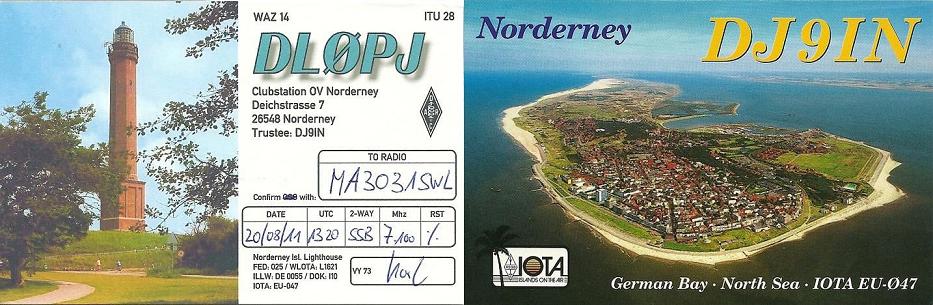 WAZ 14 ITU 28
DLØPJ
Clubstation OV Norderney
Deichstrasse 7
26548 Norderney
Trustee: DJ9IN
TO RADIO
MA3031SWL
Confirm with:
DATE UTC 2-WAY Mhz RST
20/08/11 1320 SSB 7,100 %
Norderney Isl. Lighthouse
FED: 025 / WLOTA: L1621
ILLW: DE 0055 / DOK: I10
IOTA: EU-047
VY 73
Norderney
DJ9IN
IOTA
ISLANDS ON THE AIR
German Bay · North Sea · IOTA EU-Ø47